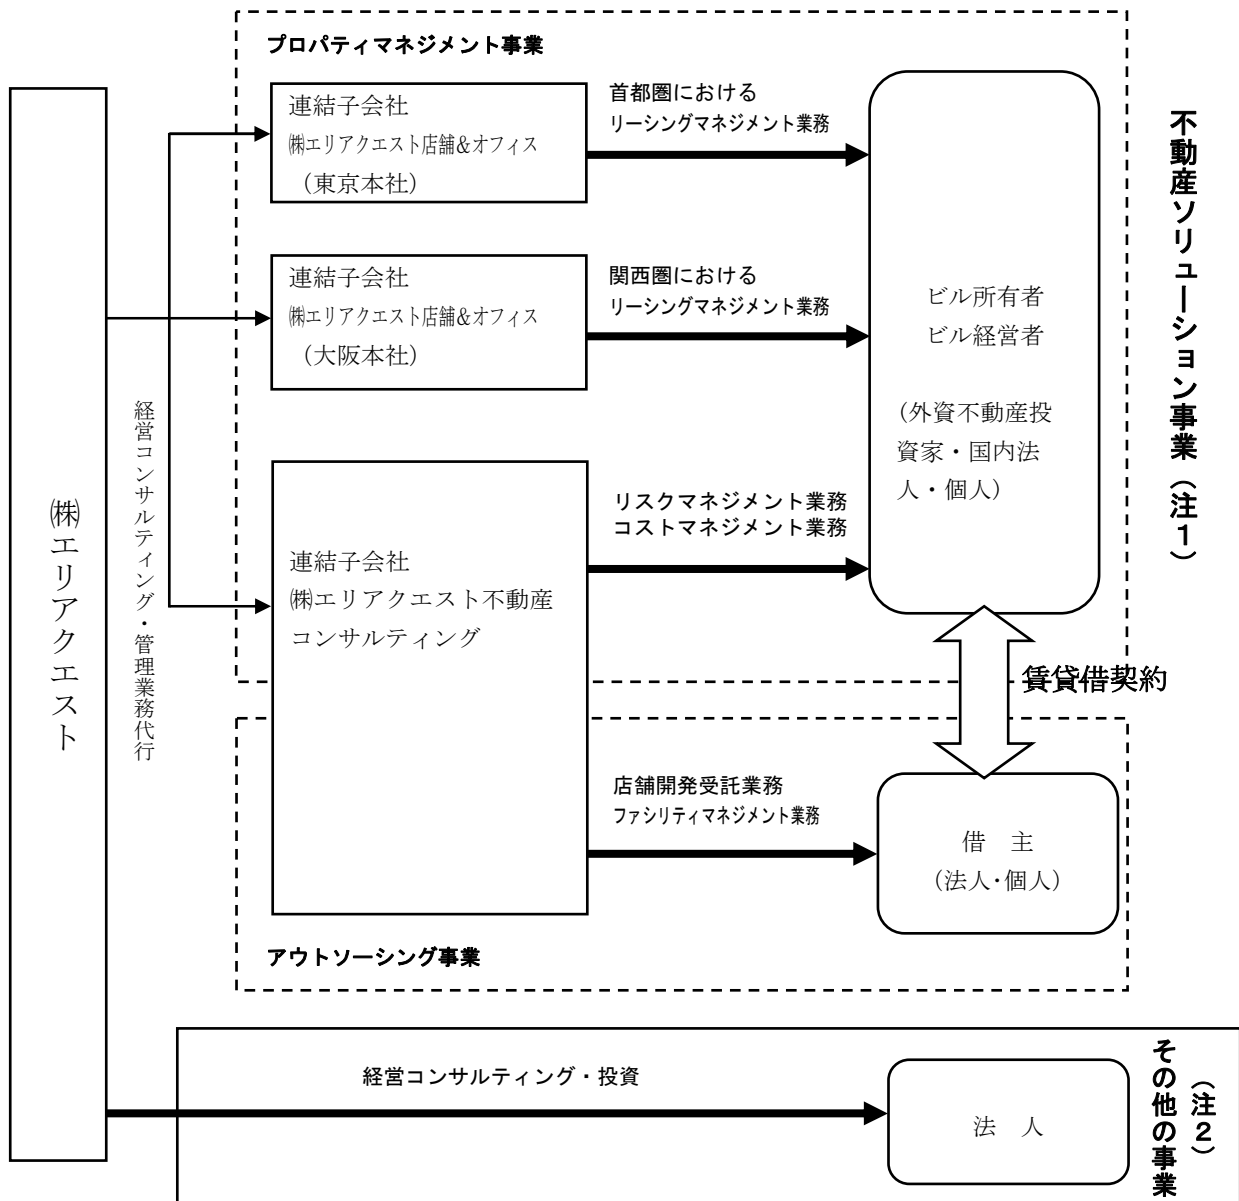 プロパティマネジメント事業
連結子会社
㈱エリアクエスト店舗＆オフィス
（東京本社）
首都圏における
リーシングマネジメント業務
連結子会社
㈱エリアクエスト店舗＆オフィス
（大阪本社）
関西圏における
リーシングマネジメント業務
ビル所有者
ビル経営者
（外資不動産投
資家・国内法
人・個人）
不動産ソリューション事業（注１）
㈱エリアクエスト
経営コンサルティング・管理業務代行
連結子会社
㈱エリアクエスト不動産
コンサルティング
リスクマネジメント業務
コストマネジメント業務
賃貸借契約
店舗開発受託業務
ファシリティマネジメント業務
借　主
（法人・個人）
アウトソーシング事業
経営コンサルティング・投資
法　人
その他の事業
（注２）